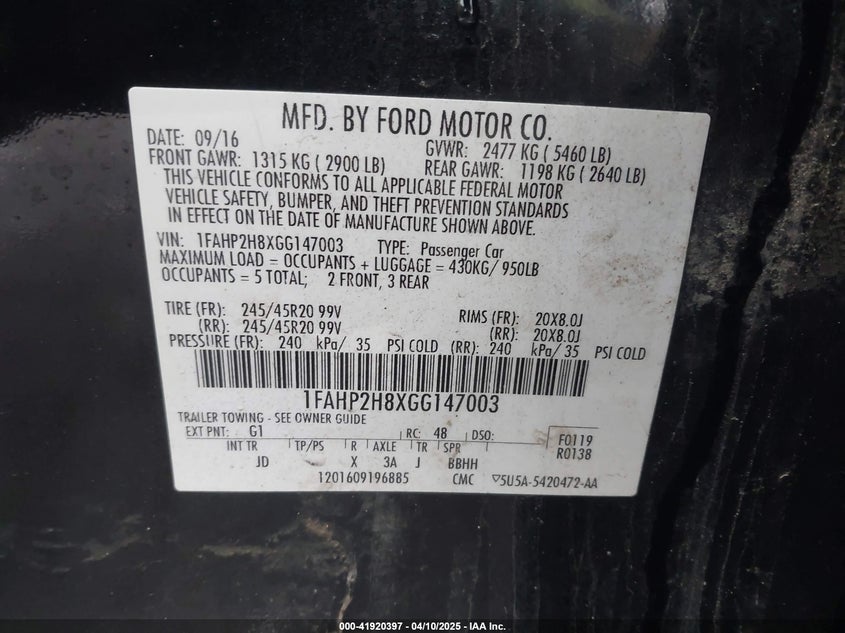 MFD. BY FORD MOTOR CO.
DATE: 09/16 GVWR: 2477 KG ( 5460 LB)
FRONT GAWR: 1315 KG ( 2900 LB) REAR GAWR: 1198 KG ( 2640 LB)
THIS VEHICLE CONFORMS TO ALL APPLICABLE FEDERAL MOTOR
VEHICLE SAFETY, BUMPER, AND THEFT PREVENTION STANDARDS
IN EFFECT ON THE DATE OF MANUFACTURE SHOWN ABOVE.
VIN: 1FAHP2H8XGG147003 TYPE: Passenger Car
MAXIMUM LOAD = OCCUPANTS + LUGGAGE = 430KG/ 950LB
OCCUPANTS = 5 TOTAL; 2 FRONT, 3 REAR
TIRE (FR): 245/45R20 99V RIMS (FR): 20X8.0J
(RR): 245/45R20 99V (RR): 20X8.0J
PRESSURE (FR): 240 kPa/ 35 PSI COLD (RR): 240 kPa/ 35 PSI COLD
1FAHP2H8XGG147003
TRAILER TOWING - SEE OWNER GUIDE
EXT PNT: G1 RC: 48 DSO: F0119
R0138
INT TR TP/PS R AXLE TR SPR
JD X 3A J BBHH
1201609196885 CMC ▽5U5A-5420472-AA
000-41920397 - 04/10/2025 - IAA Inc.